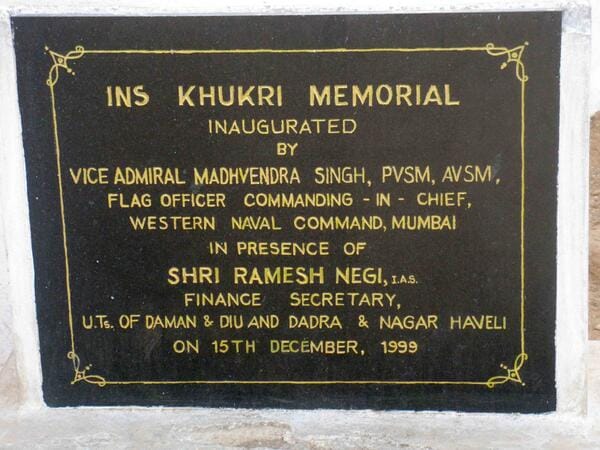 INS KHUKRI MEMORIAL
INAUGURATED
BY
VICE ADMIRAL MADHVENDRA SINGH, PVSM, AVSM,
FLAG OFFICER COMMANDING - IN - CHIEF,
WESTERN NAVAL COMMAND, MUMBAI
IN PRESENCE OF
SHRI RAMESH NEGI, I.A.S.
FINANCE SECRETARY,
U.Ts. OF DAMAN & DIU AND DADRA & NAGAR HAVELI
ON 15TH DECEMBER, 1999